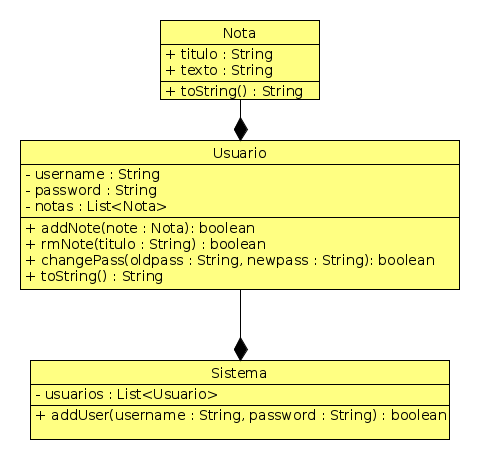 Nota
+ titulo : String
+ texto : String
+ toString() : String
Usuario
- username : String
- password : String
- notas : List<Nota>
+ addNote(note : Nota): boolean
+ rmNote(titulo : String) : boolean
+ changePass(oldpass : String, newpass : String): boolean
+ toString() : String
Sistema
- usuarios : List<Usuario>
+ addUser(username : String, password : String) : boolean